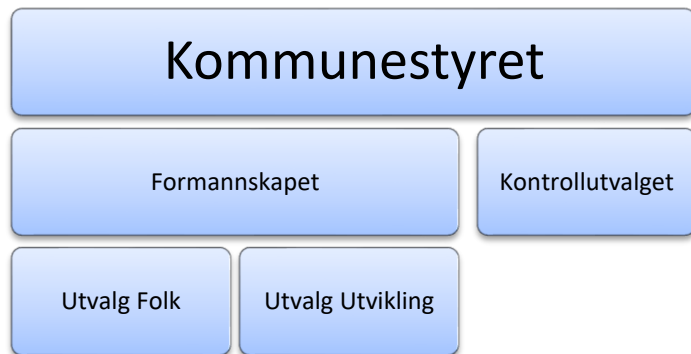 Kommunestyret
Formannskapet
Kontrollutvalget
Utvalg Folk
Utvalg Utvikling